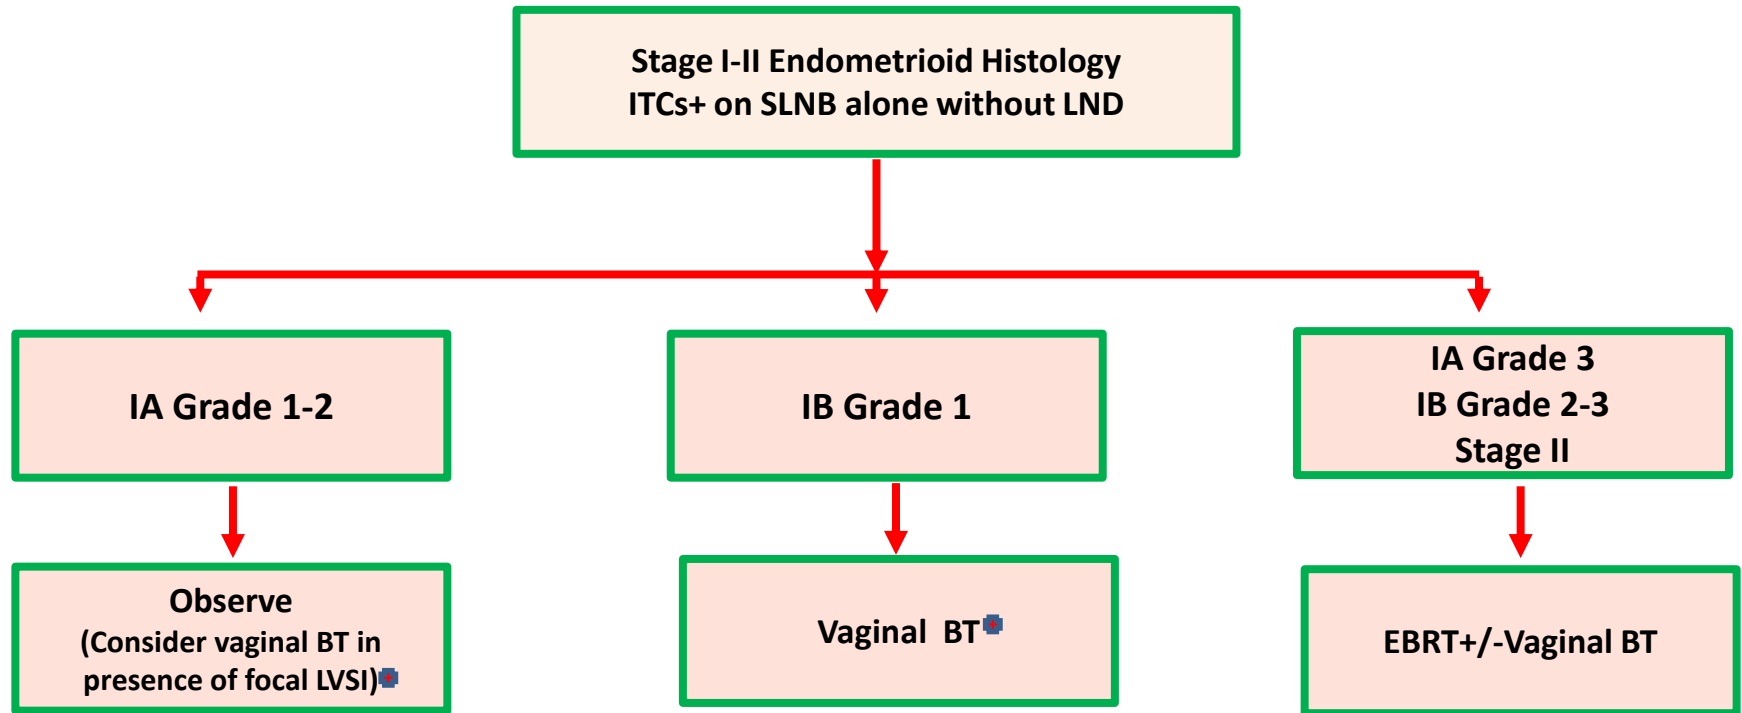 Stage I-II Endometrioid Histology
ITCs+ on SLNB alone without LND
IA Grade 1-2
IB Grade 1
IA Grade 3
IB Grade 2-3
Stage II
Observe
(Consider vaginal BT in
presence of focal LVSI)+
Vaginal BT+
EBRT+/-Vaginal BT